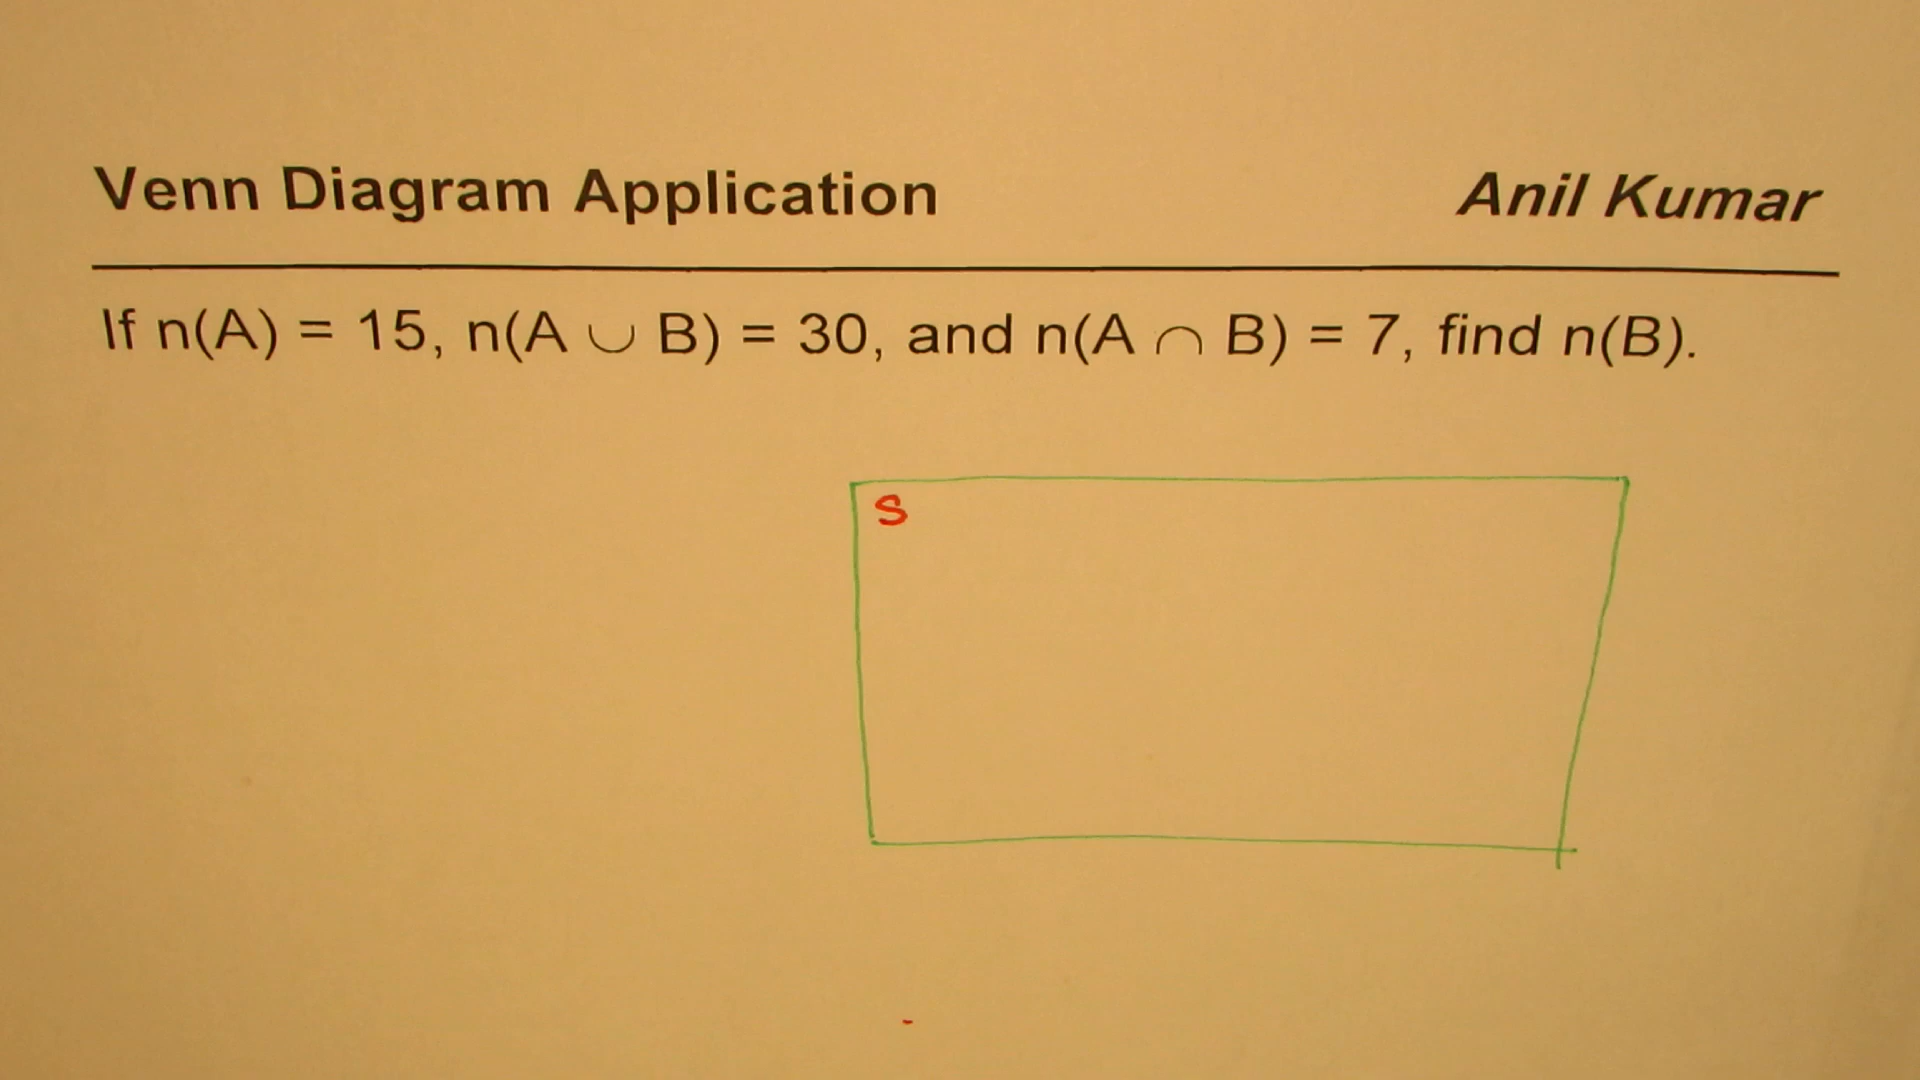 Venn Diagram Application Anil Kumar
If n(A) = 15, n(A ∪ B) = 30, and n(A ∩ B) = 7, find n(B).
S